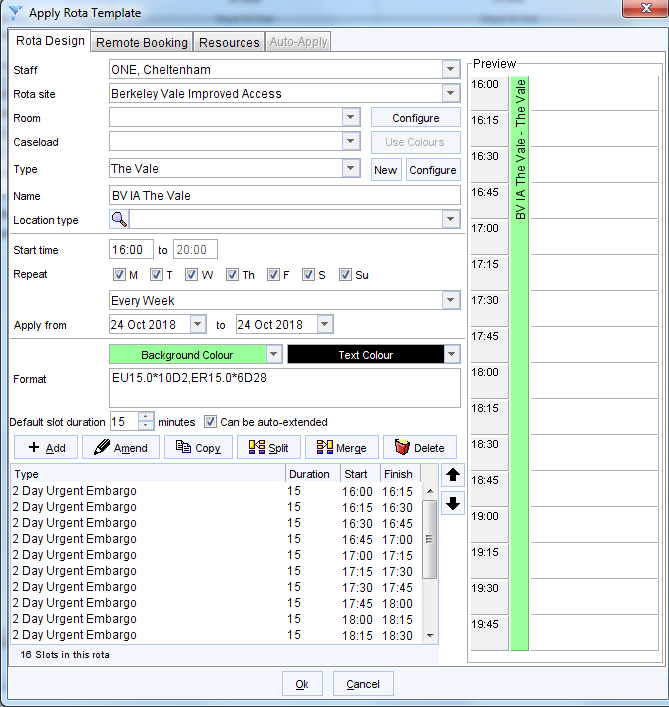 Apply Rota Template
Rota Design Remote Booking Resources Auto-Apply
Staff ONE, Cheltenham
Rota site Berkeley Vale Improved Access
Room Configure
Caseload Use Colours
Type The Vale New Configure
Name BV IA The Vale
Location type
Start time 16:00 to 20:00
Repeat M T W Th F S Su
Every Week
Apply from 24 Oct 2018 to 24 Oct 2018
Background Colour Text Colour
Format EU15.0*10D2,ER15.0*6D28
Default slot duration 15 minutes Can be auto-extended
Add Amend Copy Split Merge Delete
Type Duration Start Finish
2 Day Urgent Embargo 15 16:00 16:15
2 Day Urgent Embargo 15 16:15 16:30
2 Day Urgent Embargo 15 16:30 16:45
2 Day Urgent Embargo 15 16:45 17:00
2 Day Urgent Embargo 15 17:00 17:15
2 Day Urgent Embargo 15 17:15 17:30
2 Day Urgent Embargo 15 17:30 17:45
2 Day Urgent Embargo 15 17:45 18:00
2 Day Urgent Embargo 15 18:00 18:15
2 Day Urgent Embargo 15 18:15 18:30
16 Slots in this rota
Preview
16:00
16:15
16:30
16:45
17:00
17:15
17:30
17:45
18:00
18:15
18:30
18:45
19:00
19:15
19:30
19:45
BV IA The Vale - The Vale
Ok Cancel